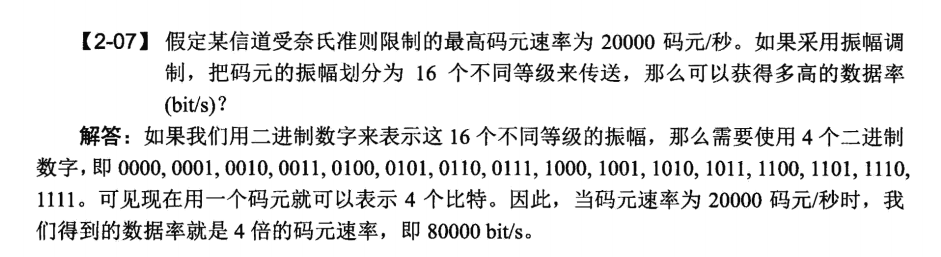 【2-07】 假定某信道受奈氏准则限制的最高码元速率为 20000 码元/秒。如果采用振幅调
制，把码元的振幅划分为 16 个不同等级来传送，那么可以获得多高的数据率
(bit/s)？
解答：如果我们用二进制数字来表示这 16 个不同等级的振幅，那么需要使用 4 个二进制
数字，即 0000, 0001, 0010, 0011, 0100, 0101, 0110, 0111, 1000, 1001, 1010, 1011, 1100, 1101, 1110,
1111。可见现在用一个码元就可以表示 4 个比特。因此，当码元速率为 20000 码元/秒时，我
们得到的数据率就是 4 倍的码元速率，即 80000 bit/s。